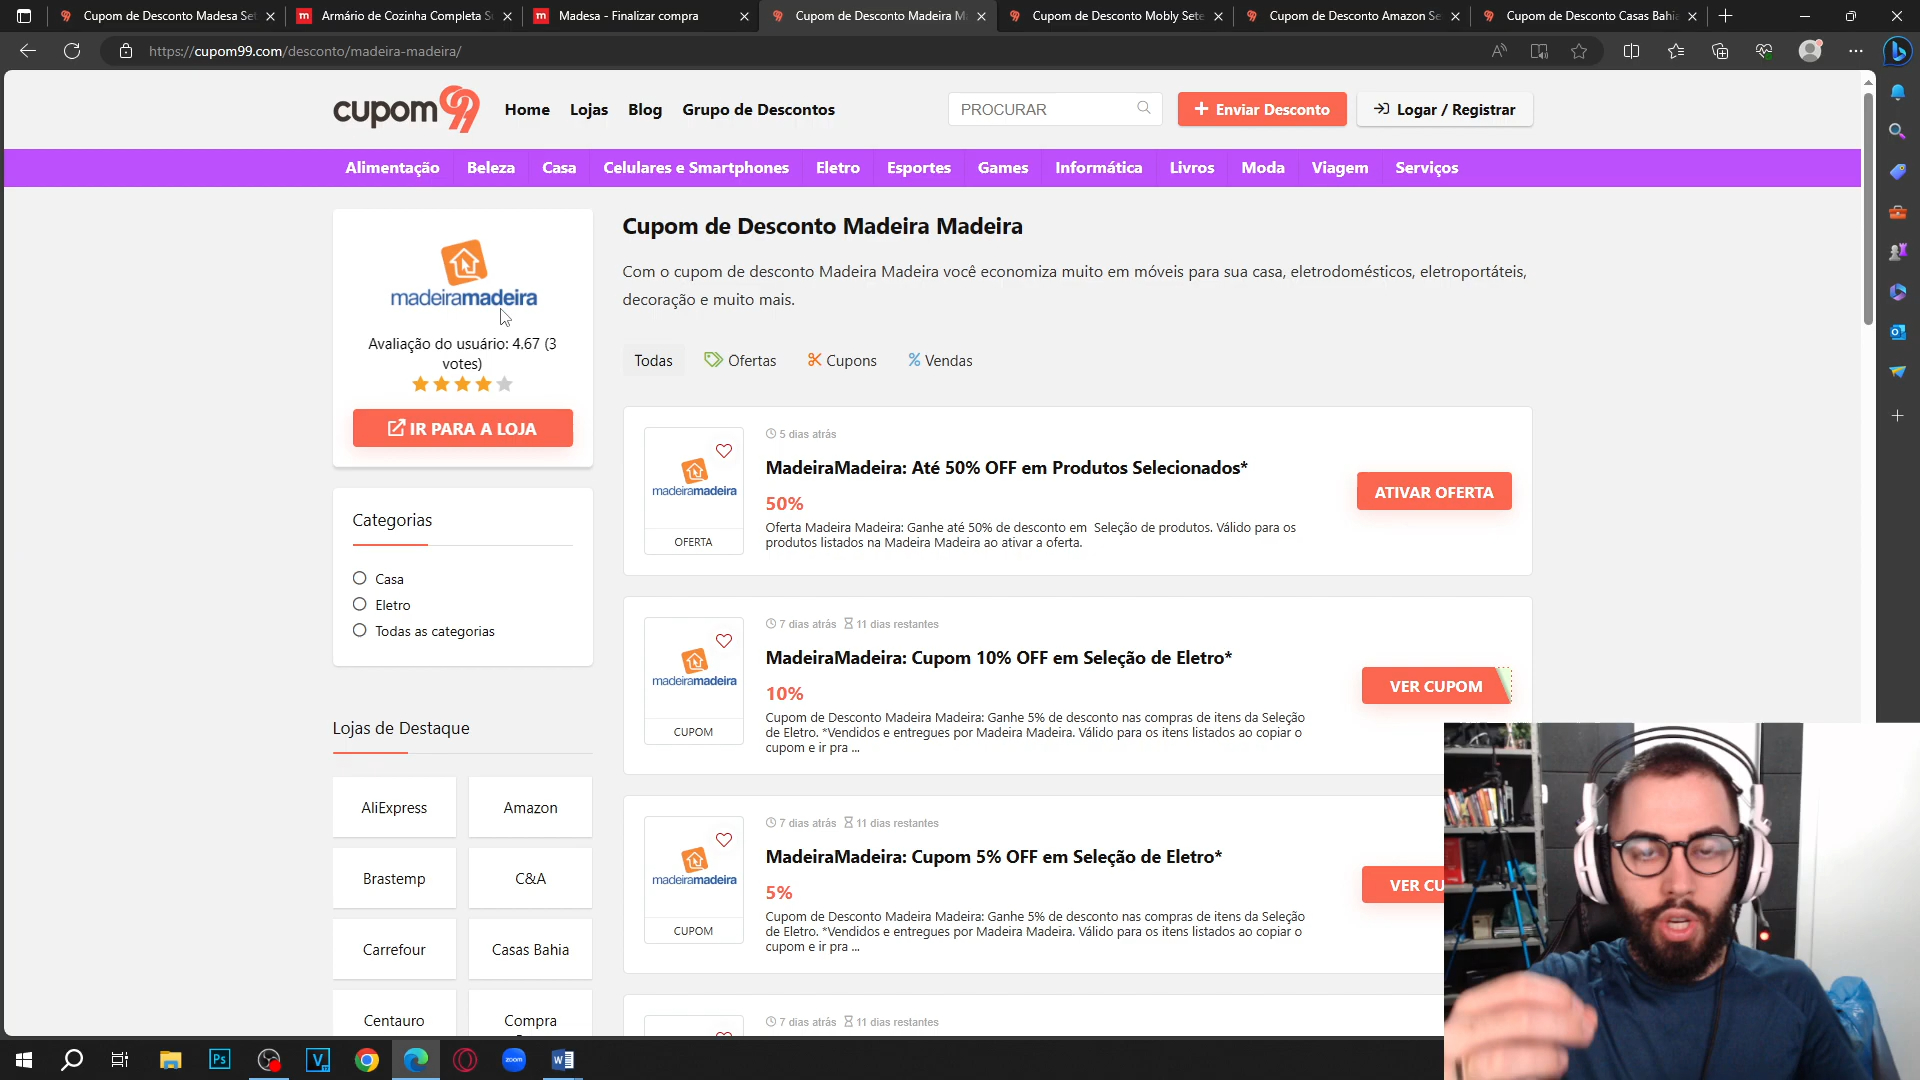 Cupom de Desconto Madesa Set
Armário de Cozinha Completa S
Madesa - Finalizar compra
Cupom de Desconto Madeira M
Cupom de Desconto Mobly Sete
Cupom de Desconto Amazon Se
Cupom de Desconto Casas Bahi
https://cupom99.com/desconto/madeira-madeira/
cupom99
Home
Lojas
Blog
Grupo de Descontos
PROCURAR
Enviar Desconto
Logar / Registrar
Alimentação
Beleza
Casa
Celulares e Smartphones
Eletro
Esportes
Games
Informática
Livros
Moda
Viagem
Serviços
madeiramadeira
Avaliação do usuário: 4.67 (3
votes)
IR PARA A LOJA
Categorias
Casa
Eletro
Todas as categorias
Lojas de Destaque
AliExpress
Amazon
Brastemp
C&A
Carrefour
Casas Bahia
Centauro
Compra
Cupom de Desconto Madeira Madeira
Com o cupom de desconto Madeira Madeira você economiza muito em móveis para sua casa, eletrodomésticos, eletroportáteis,
decoração e muito mais.
Todas
Ofertas
Cupons
Vendas
madeiramadeira
OFERTA
5 dias atrás
MadeiraMadeira: Até 50% OFF em Produtos Selecionados*
50%
Oferta Madeira Madeira: Ganhe até 50% de desconto em Seleção de produtos. Válido para os
produtos listados na Madeira Madeira ao ativar a oferta.
ATIVAR OFERTA
madeiramadeira
CUPOM
7 dias atrás 11 dias restantes
MadeiraMadeira: Cupom 10% OFF em Seleção de Eletro*
10%
Cupom de Desconto Madeira Madeira: Ganhe 5% de desconto nas compras de itens da Seleção
de Eletro. *Vendidos e entregues por Madeira Madeira. Válido para os itens listados ao copiar o
cupom e ir pra ...
VER CUPOM
madeiramadeira
CUPOM
7 dias atrás 11 dias restantes
MadeiraMadeira: Cupom 5% OFF em Seleção de Eletro*
5%
Cupom de Desconto Madeira Madeira: Ganhe 5% de desconto nas compras de itens da Seleção
de Eletro. *Vendidos e entregues por Madeira Madeira. Válido para os itens listados ao copiar o
cupom e ir pra ...
VER CU
7 dias atrás 11 dias restantes
Ps
V
zoom
W